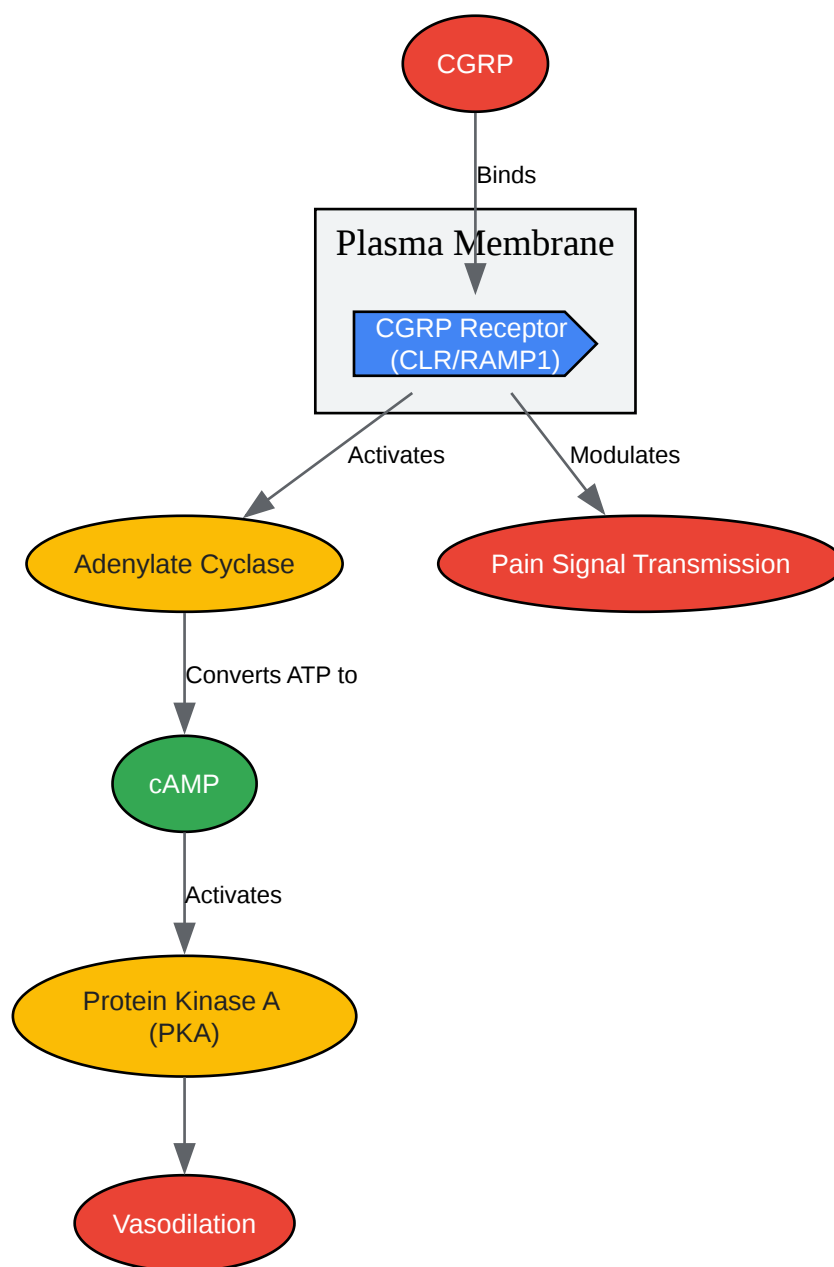 CGRP
Binds
Plasma Membrane
CGRP Receptor
(CLR/RAMP1)
Activates
Modulates
Adenylate Cyclase
Pain Signal Transmission
Converts ATP to
cAMP
Activates
Protein Kinase A
(PKA)
Vasodilation